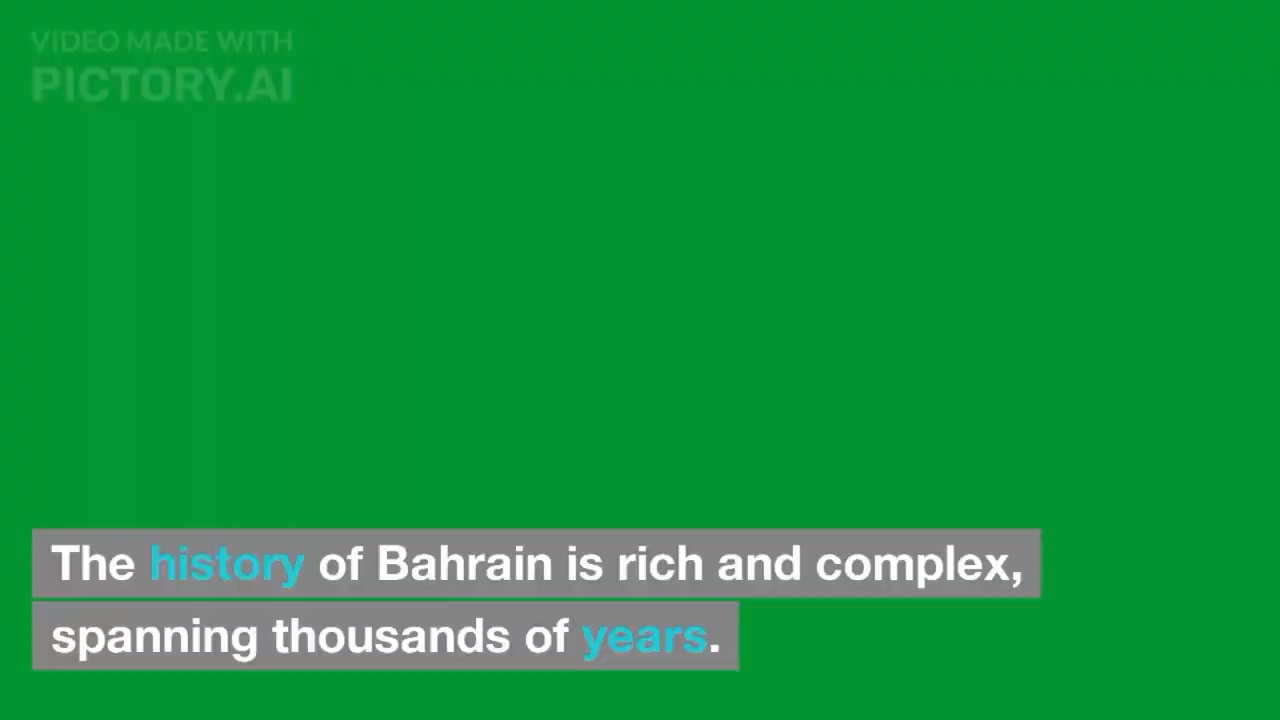 VIDEO MADE WITH
PICTORY.AI
The history of Bahrain is rich and complex,
spanning thousands of years.